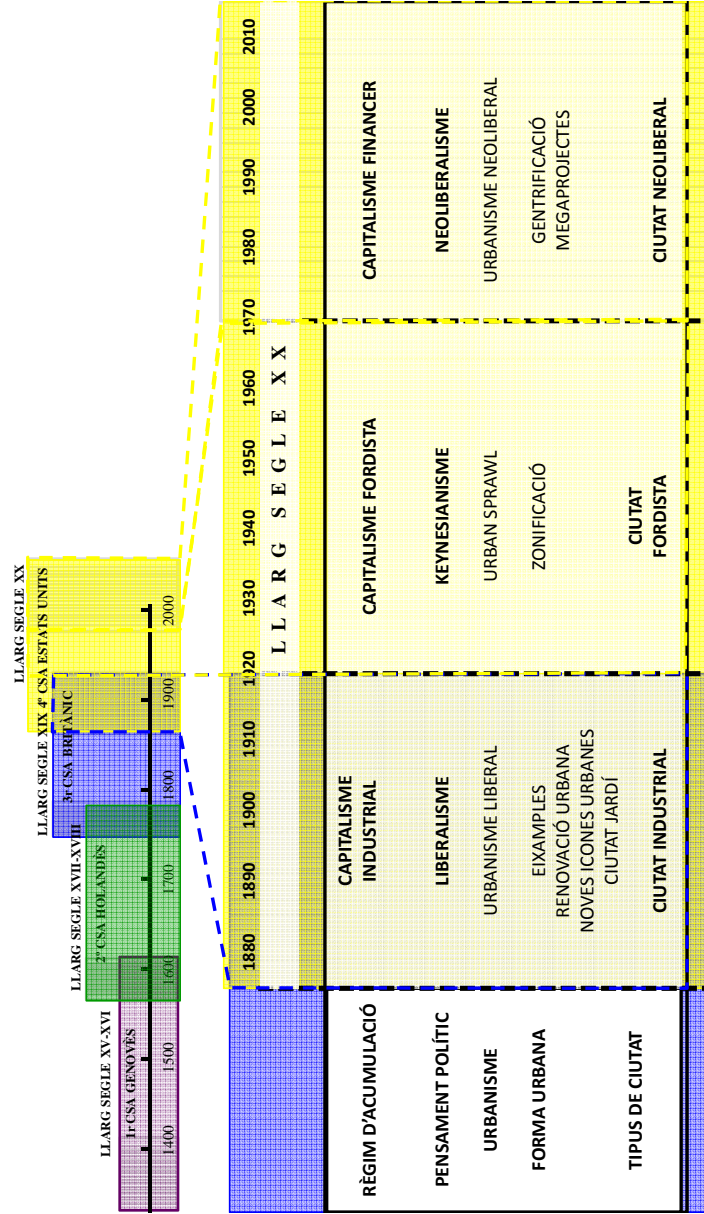 LLARG SEGLE XX
LLARG SEGLE XIX 4º CSA ESTATS UNITS
3r CSA BRITÀNIC
LLARG SEGLE XVII-XVIII
2º CSA HOLANDÈS
LLARG SEGLE XV-XVI
1r CSA GENOVÈS
1400
1500
1600
1700
1800
1900
2000
1880
1890
1900
1910
1920
1930
1940
1950
1960
1970
1980
1990
2000
2010
LLARG SEGLE XX
RÈGIM D'ACUMULACIÓ
CAPITALISME
INDUSTRIAL
CAPITALISME FORDISTA
CAPITALISME FINANCER
PENSAMENT POLÍTIC
LIBERALISME
KEYNESIANISME
NEOLIBERALISME
URBANISME
URBANISME LIBERAL
URBAN SPRAWL
URBANISME NEOLIBERAL
FORMA URBANA
EIXAMPLES
RENOVACIÓ URBANA
NOVES ICONES URBANES
CIUTAT JARDÍ
ZONIFICACIÓ
GENTRIFICACIÓ
MEGAPROJECTES
TIPUS DE CIUTAT
CIUTAT INDUSTRIAL
CIUTAT
FORDISTA
CIUTAT NEOLIBERAL